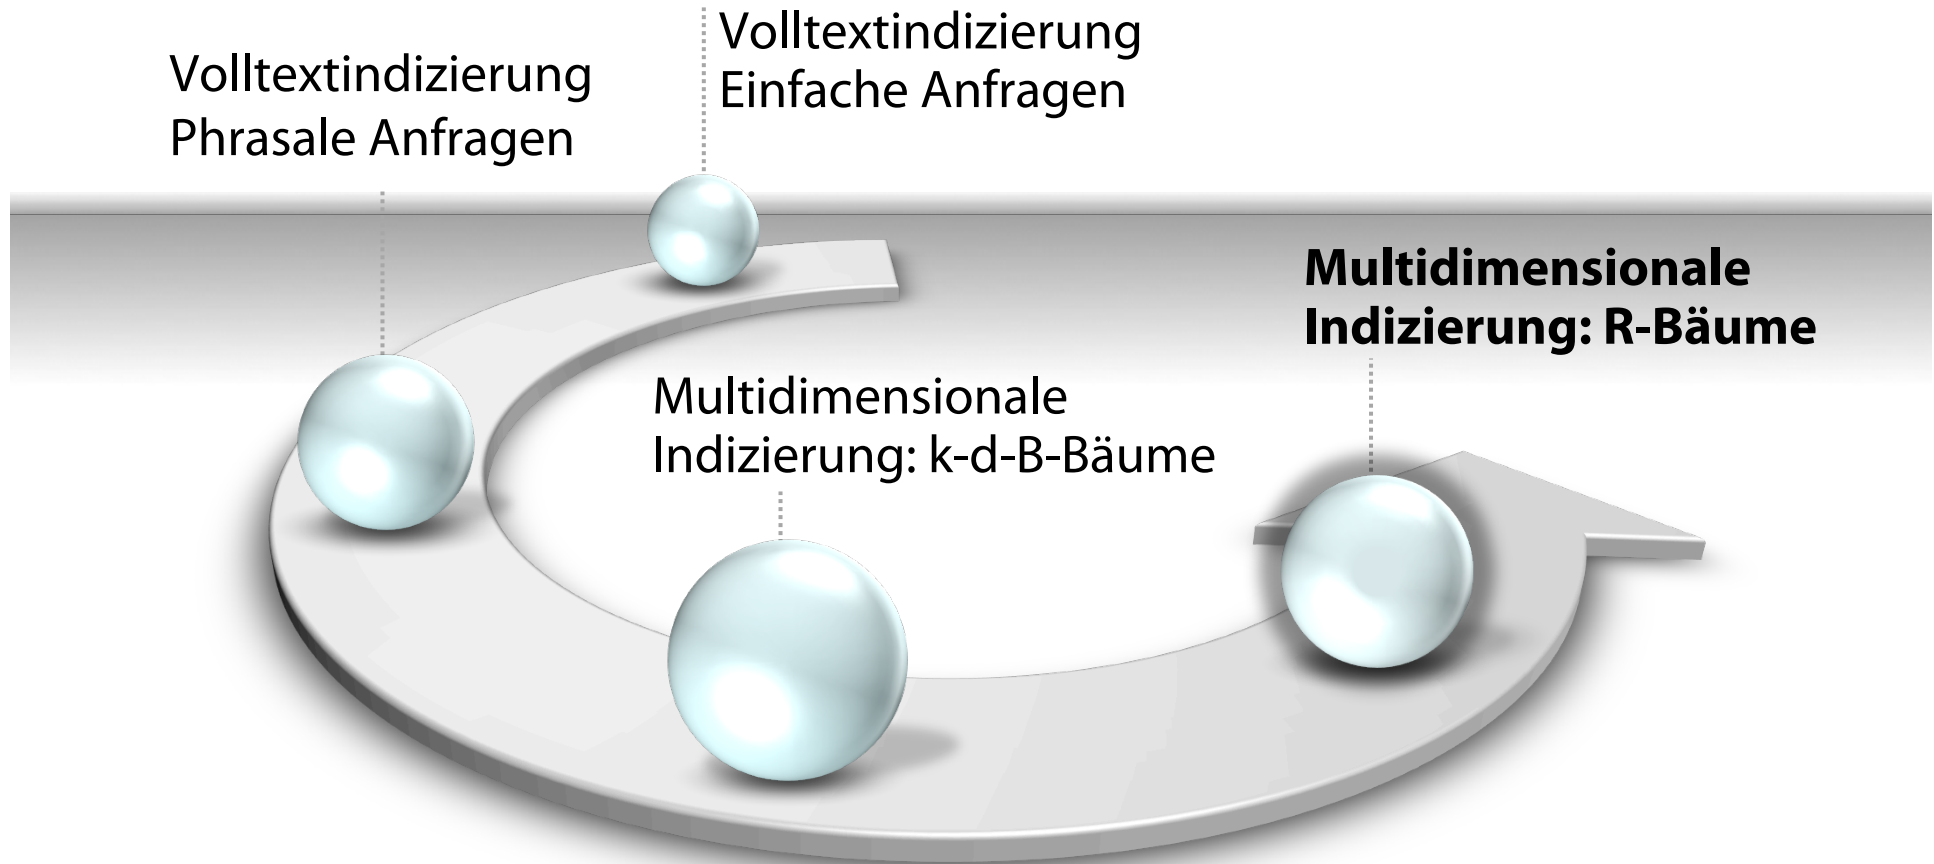 Volltextindizierung
Einfache Anfragen
Volltextindizierung
Phrasale Anfragen
Multidimensionale
Indizierung: k-d-B-Bäume
Multidimensionale
Indizierung: R-Bäume